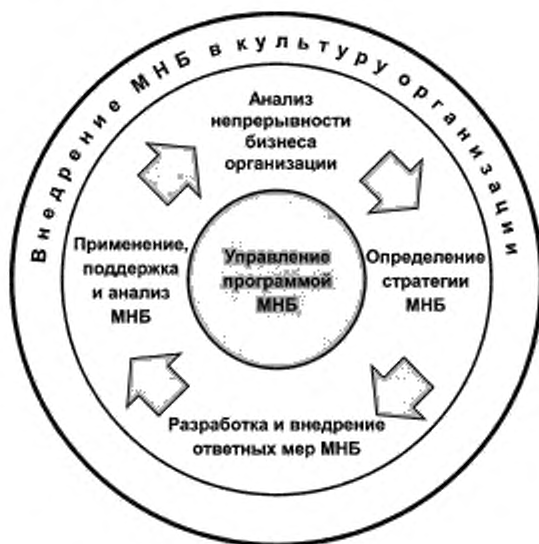 Внедрение МНБ в культуру организации
Анализ
непрерывности
бизнеса
организации
Применение,
поддержка
и анализ
МНБ
Управление
программой
МНБ
Определение
стратегии
МНБ
Разработка и внедрение
ответных мер МНБ